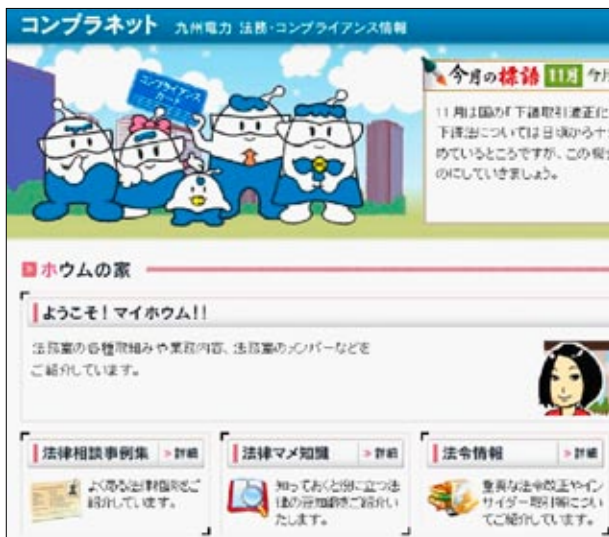 コンプラネット 九州電力 法務・コンプライアンス情報
コンプライアンス
カード
今月の標語 11月 今月
11月は国の「下請取引適正化
下請法については日頃から十
めているところですが、この機会
のにしていきましょう。
ホウムの家
ようこそ！マイホウム!!
法務室の各種取組みや業務内容、法務室のメンバーなどを
ご紹介しています。
法律相談事例集 >詳細
よくある法律相談をご
紹介しています。
法律マメ知識 >詳細
知っておくと役に立つ法
律の豆知識をご紹介い
たします。
法令情報 >詳細
重要な法令改正やイン
サイダー取引等につい
てご紹介しています。